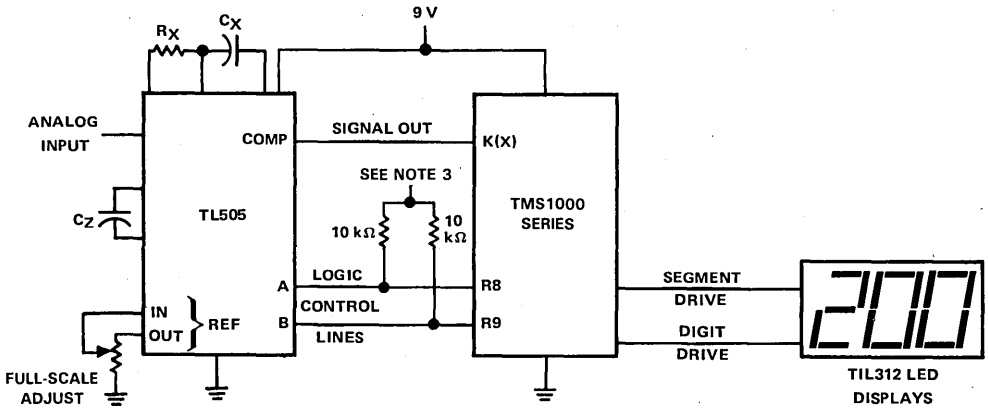 9 V
RX
CX
ANALOG
INPUT
COMP
SIGNAL OUT
K(X)
SEE NOTE 3
TL505
TMS1000
SERIES
CZ
10 kΩ
10
kΩ
A
LOGIC
R8
CONTROL
B
LINES
R9
IN
OUT
REF
SEGMENT
DRIVE
DIGIT
DRIVE
200
FULL-SCALE
ADJUST
TIL312 LED
DISPLAYS